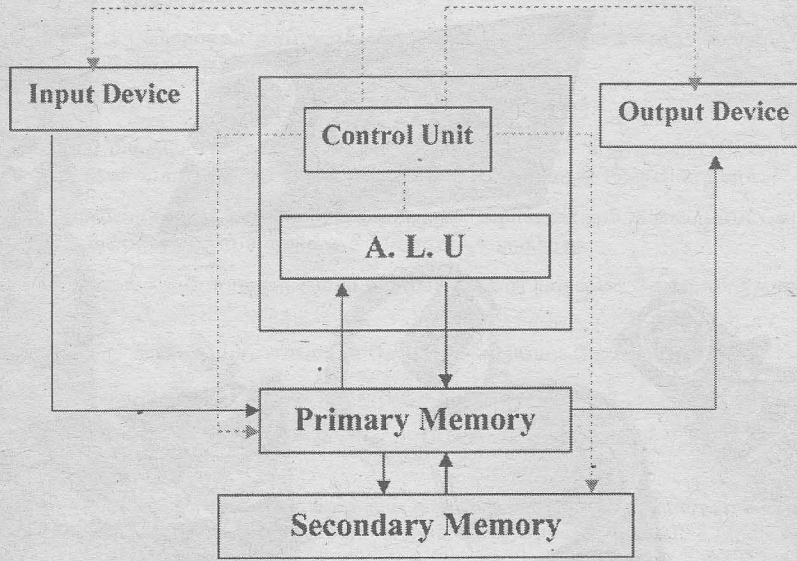 Input Device
Output Device
Control Unit
A. L. U
Primary Memory
Secondary Memory